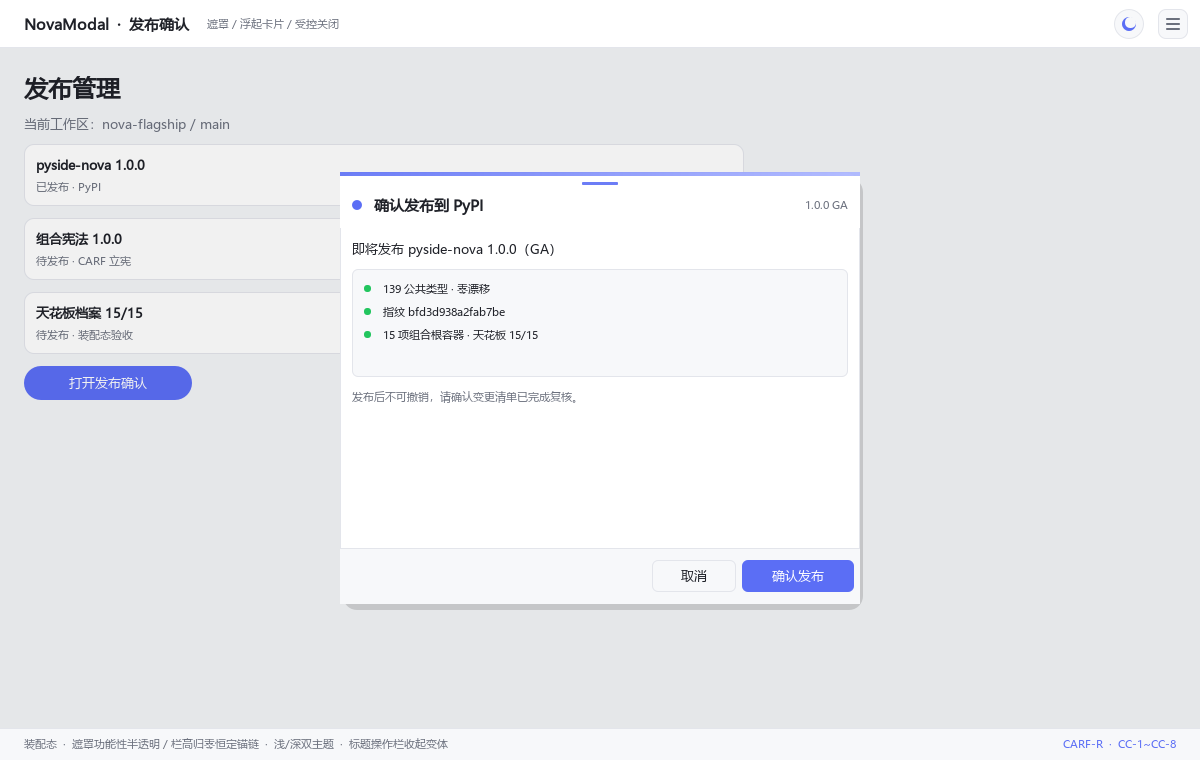 NovaModal · 发布确认 遮罩 / 浮起卡片 / 受控关闭
发布管理
当前工作区：nova-flagship / main
pyside-nova 1.0.0
已发布 · PyPI
组合宪法 1.0.0
待发布 · CARF 立宪
天花板档案 15/15
待发布 · 装配态验收
打开发布确认
确认发布到 PyPI 1.0.0 GA
即将发布 pyside-nova 1.0.0（GA）
139 公共类型 · 零漂移
指纹 bfd3d938a2fab7be
15 项组合根容器 · 天花板 15/15
发布后不可撤销，请确认变更清单已完成复核。
取消 确认发布
装配态 · 遮罩功能性半透明 / 栏高归零恒定锚链 · 浅/深双主题 · 标题操作栏收起变体 CARF-R · CC-1~CC-8